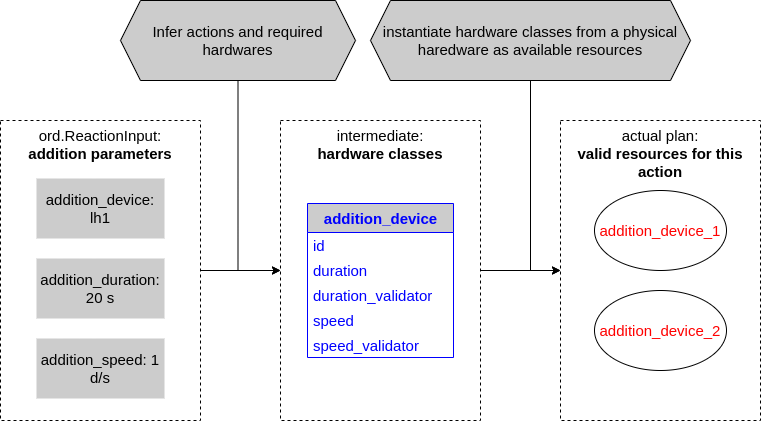 Infer actions and required
hardwares
instantiate hardware classes from a physical
haredware as available resources
ord.ReactionInput:
addition parameters
addition_device:
lh1
addition_duration:
20 s
addition_speed: 1
d/s
intermediate:
hardware classes
addition_device
id
duration
duration_validator
speed
speed_validator
actual plan:
valid resources for this
action
addition_device_1
addition_device_2